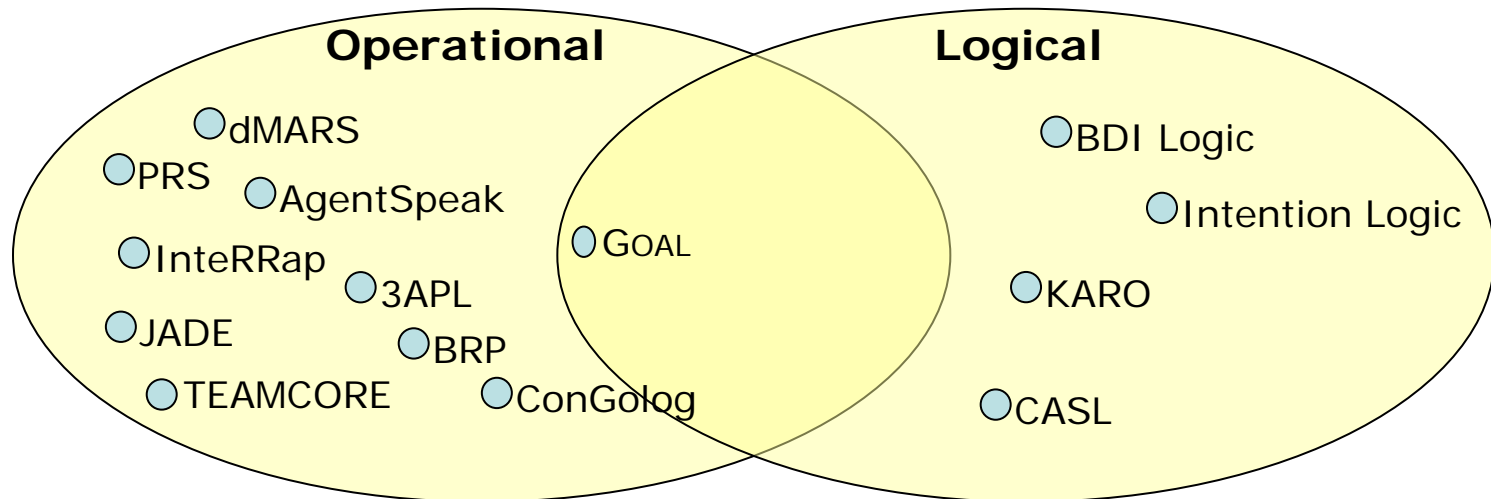 Operational
Logical
dMARS
BDI Logic
PRS
AgentSpeak
Intention Logic
GOAL
InteRRap
3APL
KARO
JADE
BRP
TEAMCORE
ConGolog
CASL